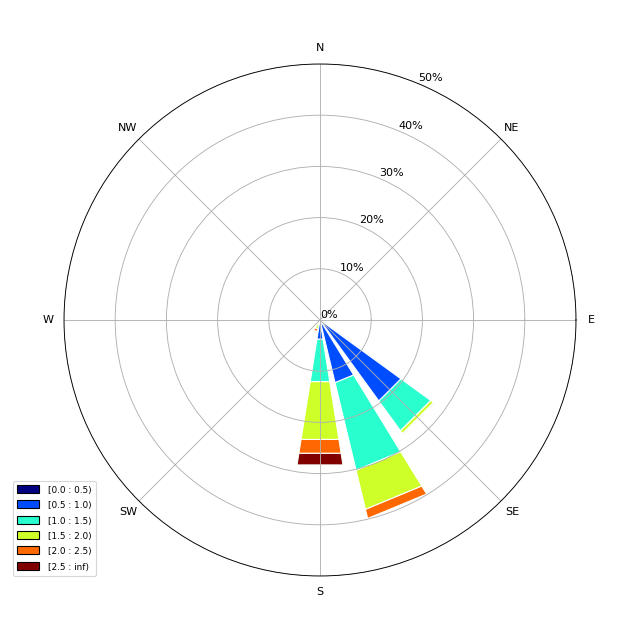 N
50%
NW
40%
NE
30%
20%
10%
0%
W
E
[0.0 : 0.5)
[0.5 : 1.0)
[1.0 : 1.5)
[1.5 : 2.0)
[2.0 : 2.5)
[2.5 : inf)
SW
SE
S